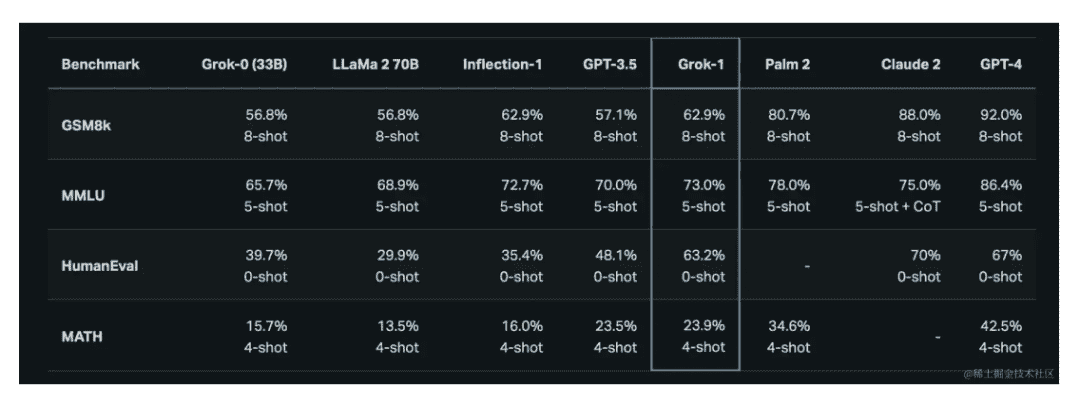 Benchmark Grok-0 (33B) LLaMa 2 70B Inflection-1 GPT-3.5 Grok-1 Palm 2 Claude 2 GPT-4
GSM8k
56.8% 56.8% 62.9% 57.1% 62.9% 80.7% 88.0% 92.0%
8-shot 8-shot 8-shot 8-shot 8-shot 8-shot 8-shot 8-shot
MMLU
65.7% 68.9% 72.7% 70.0% 73.0% 78.0% 75.0% 86.4%
5-shot 5-shot 5-shot 5-shot 5-shot 5-shot 5-shot + CoT 5-shot
HumanEval
39.7% 29.9% 35.4% 48.1% 63.2% - 70% 67%
0-shot 0-shot 0-shot 0-shot 0-shot 0-shot 0-shot
MATH
15.7% 13.5% 16.0% 23.5% 23.9% 34.6% - 42.5%
4-shot 4-shot 4-shot 4-shot 4-shot 4-shot 4-shot
@稀土掘金技术社区